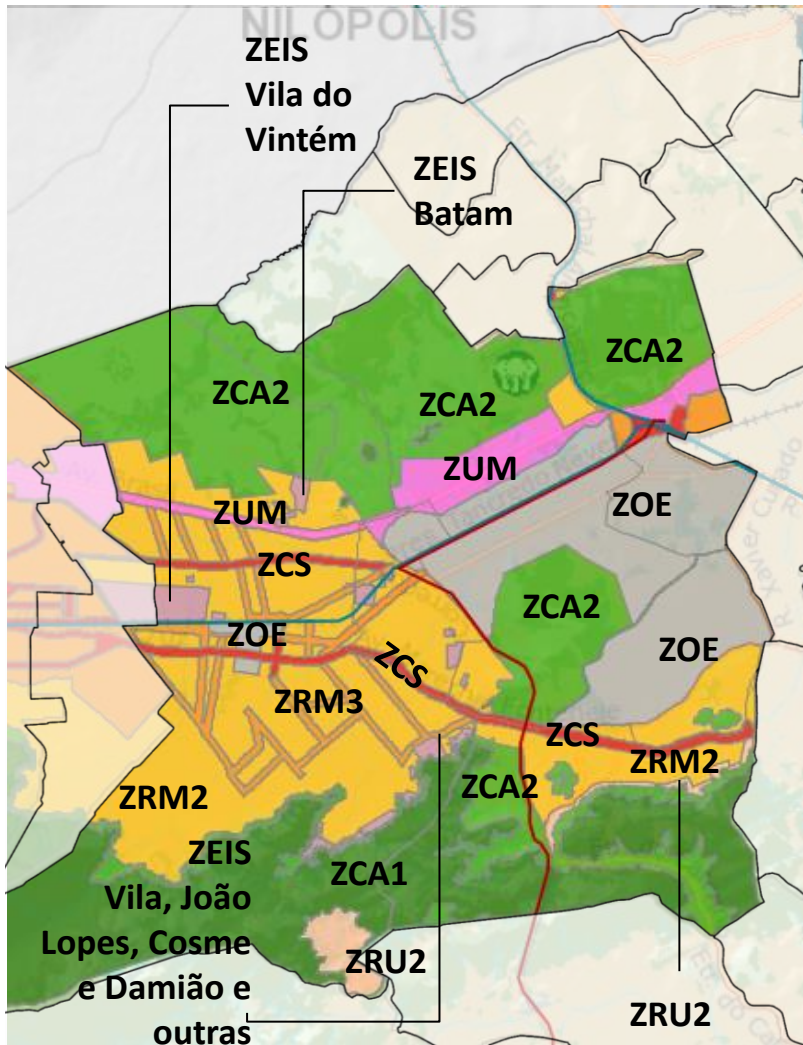 NILÓPOLIS
ZEIS
Vila do
Vintém
ZEIS
Batam
ZCA2
ZCA2
ZCA2
ZUM
ZUM
ZOE
ZCS
ZCA2
ZOE
ZOE
ZCS
ZRM3
ZCS
ZRM2
ZCA2
ZRM2
ZEIS
Vila, João
Lopes, Cosme
e Damião e
outras
ZCA1
ZRU2
ZRU2